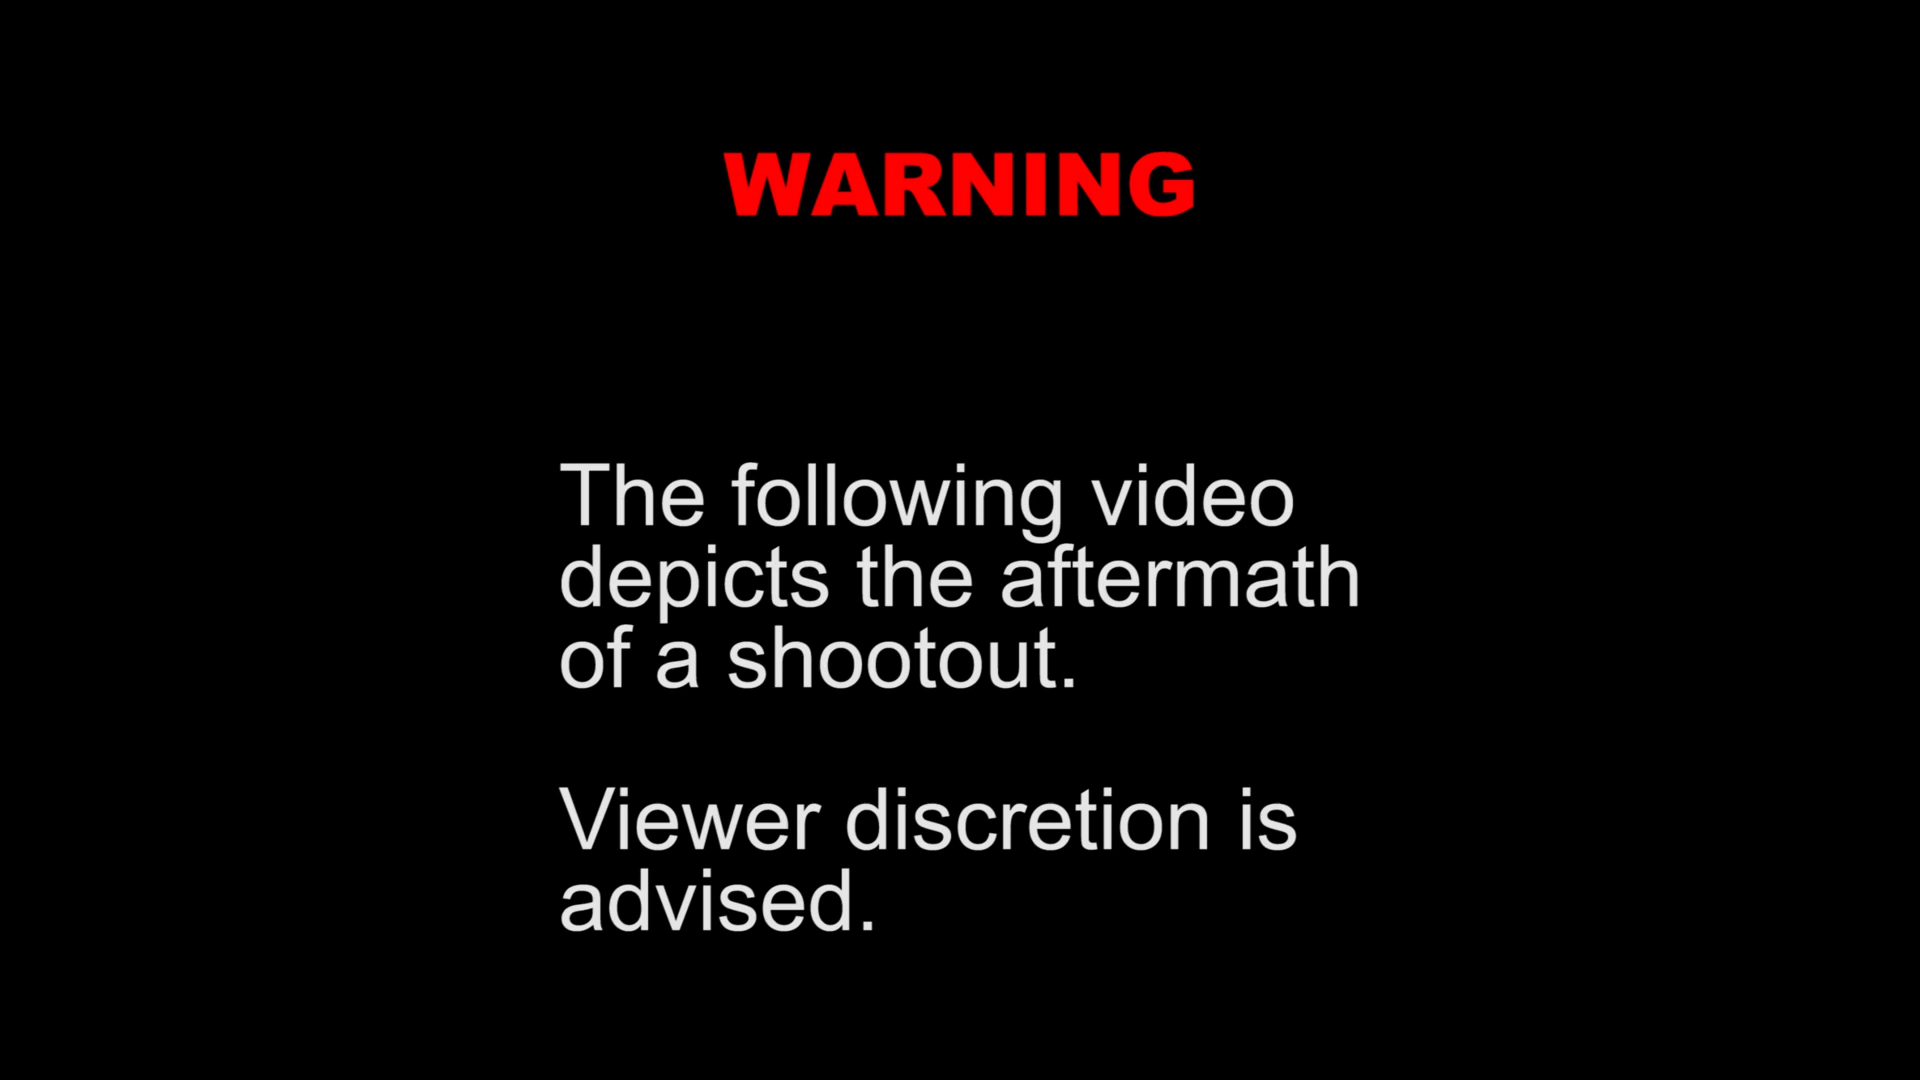 WARNING
The following video
depicts the aftermath
of a shootout.
Viewer discretion is
advised.